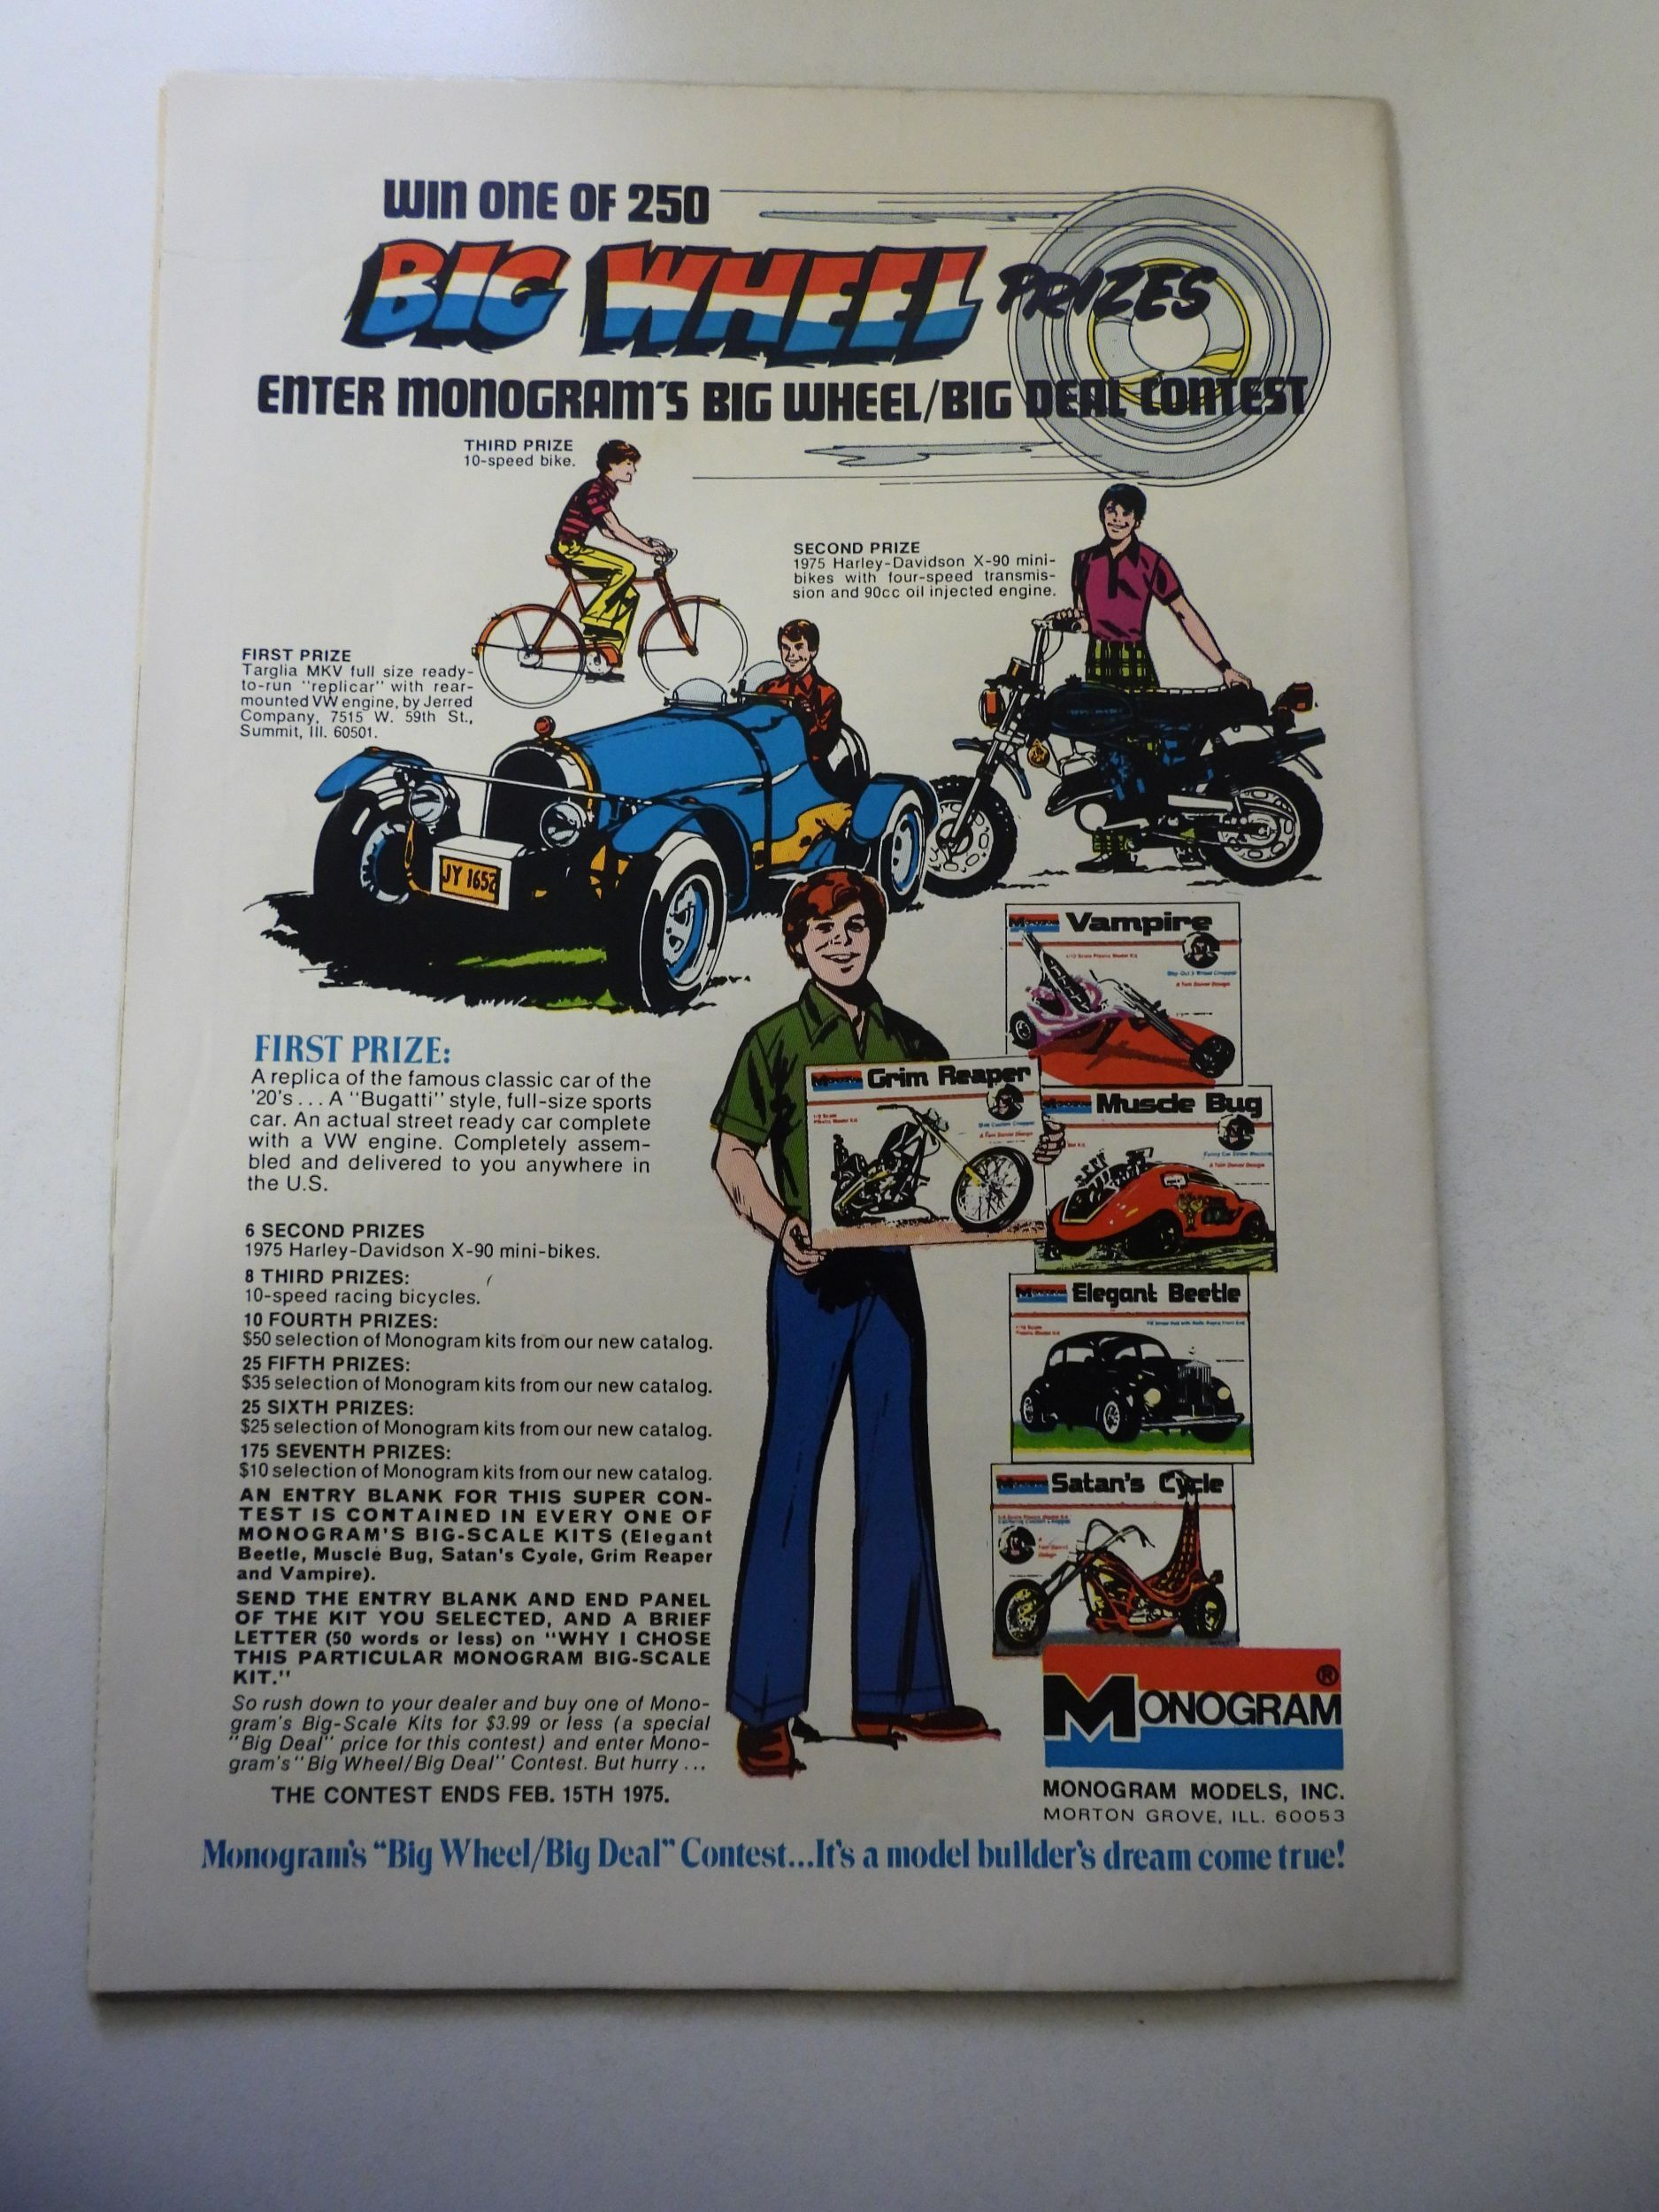 WIN ONE OF 250
BIG WHEEL PRIZES
ENTER MONOGRAM'S BIG WHEEL/BIG DEAL CONTEST
THIRD PRIZE
10-speed bike.
SECOND PRIZE
1975 Harley-Davidson X-90 mini-
bikes with four-speed transmis-
sion and 90cc oil injected engine.
FIRST PRIZE
Targlia MKV full size ready-
to-run "replicar" with rear-
mounted VW engine, by Jerred
Company, 7515 W. 59th St.,
Summit, Ill. 60501.
JY 1652
Vampire
Grim Reaper
Muscle Bug
Elegant Beetle
Satan's Cycle
FIRST PRIZE:
A replica of the famous classic car of the
'20's... A "Bugatti" style, full-size sports
car. An actual street ready car complete
with a VW engine. Completely assem-
bled and delivered to you anywhere in
the U.S.
6 SECOND PRIZES
1975 Harley-Davidson X-90 mini-bikes.
8 THIRD PRIZES:
10-speed racing bicycles.
10 FOURTH PRIZES:
$50 selection of Monogram kits from our new catalog.
25 FIFTH PRIZES:
$35 selection of Monogram kits from our new catalog.
25 SIXTH PRIZES:
$25 selection of Monogram kits from our new catalog.
175 SEVENTH PRIZES:
$10 selection of Monogram kits from our new catalog.
AN ENTRY BLANK FOR THIS SUPER CON-
TEST IS CONTAINED IN EVERY ONE OF
MONOGRAM'S BIG-SCALE KITS (Elegant
Beetle, Muscle Bug, Satan's Cycle, Grim Reaper
and Vampire).
SEND THE ENTRY BLANK AND END PANEL
OF THE KIT YOU SELECTED, AND A BRIEF
LETTER (50 words or less) on "WHY I CHOSE
THIS PARTICULAR MONOGRAM BIG-SCALE
KIT."
So rush down to your dealer and buy one of Mono-
gram's Big-Scale Kits for $3.99 or less (a special
"Big Deal" price for this contest) and enter Mono-
gram's "Big Wheel/Big Deal" Contest. But hurry...
THE CONTEST ENDS FEB. 15TH 1975.
MONOGRAM ®
MONOGRAM MODELS, INC.
MORTON GROVE, ILL. 60053
Monogram's "Big Wheel/Big Deal" Contest...It's a model builder's dream come true!